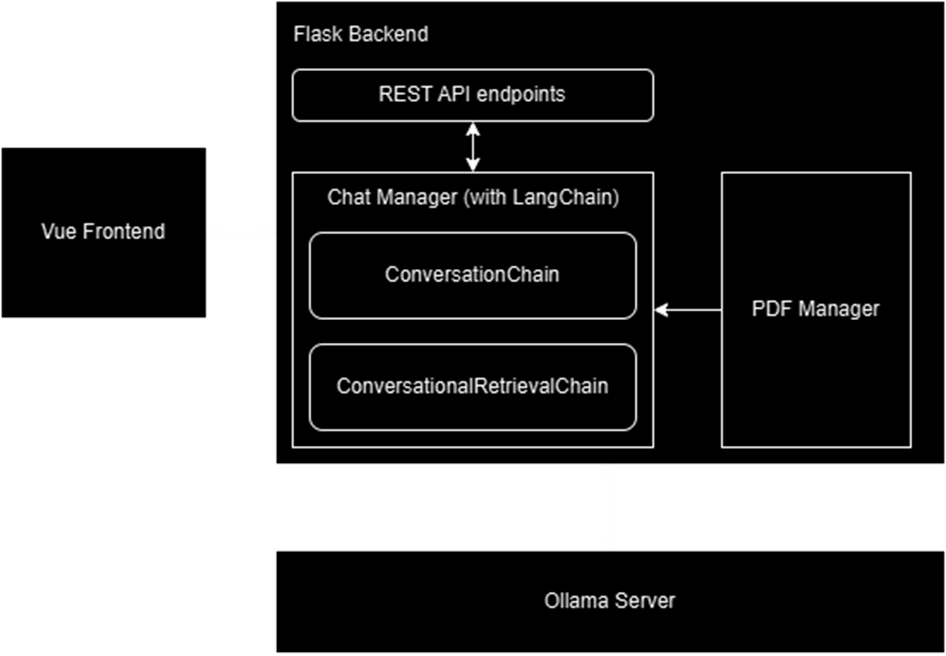 Flask Backend
REST API endpoints
Chat Manager (with LangChain)
Vue Frontend
ConversationChain
PDF Manager
ConversationalRetrievalChain
Ollama Server